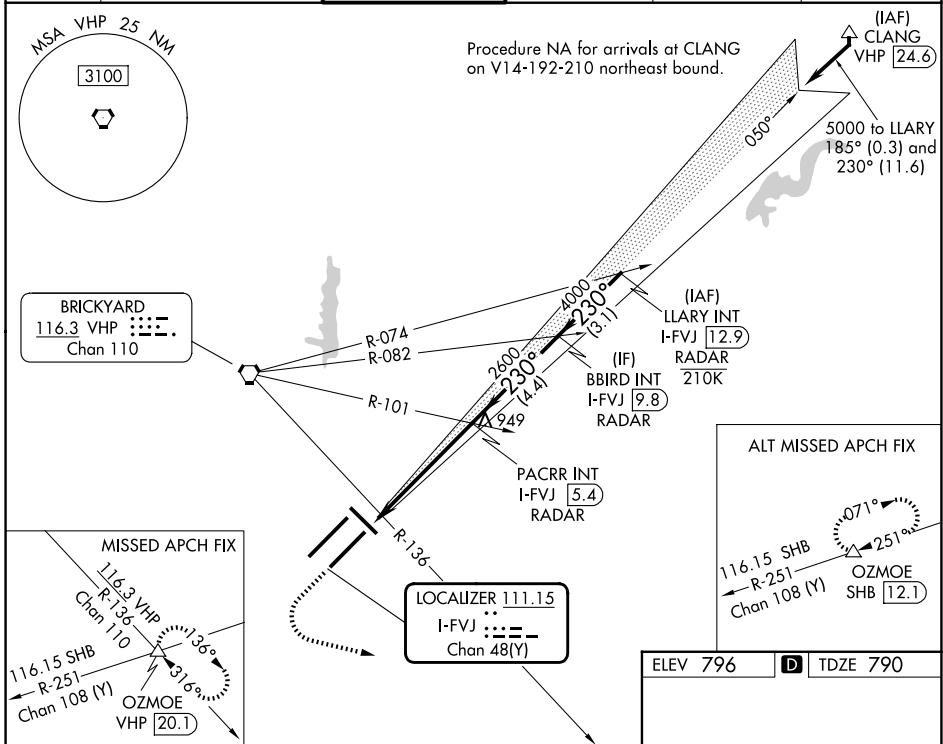 MSA VHP 25 NM
3100
Procedure NA for arrivals at CLANG
on V14-192-210 northeast bound.
(IAF)
CLANG
VHP 24.6
050°
5000 to LLARY
185° (0.3) and
230° (11.6)
BRICKYARD
116.3 VHP
Chan 110
R-074
R-082
R-101
R-136
4000
230°
(3.1)
2600
230°
(4.4)
949
(IAF)
LLARY INT
I-FVJ 12.9
RADAR
210K
(IF)
BBIRD INT
I-FVJ 9.8
RADAR
PACRR INT
I-FVJ 5.4
RADAR
LOCALIZER 111.15
I-FVJ
Chan 48(Y)
MISSED APCH FIX
116.3 VHP
R-136
Chan 110
116.15 SHB
R-251
Chan 108 (Y)
136°
316°
OZMOE
VHP 20.1
ALT MISSED APCH FIX
071°
251°
116.15 SHB
R-251
Chan 108 (Y)
OZMOE
SHB 12.1
ELEV 796 D TDZE 790